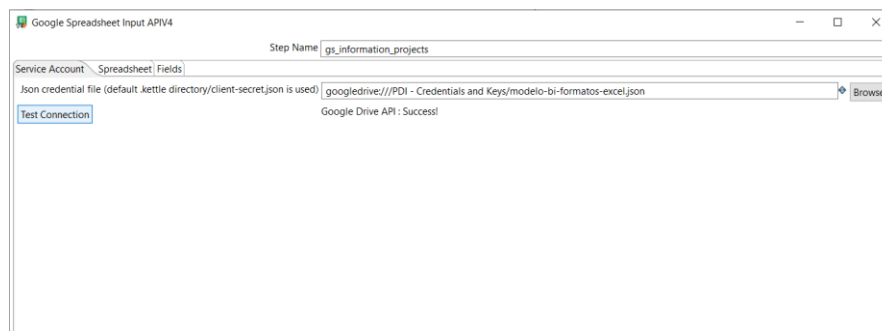 Google Spreadsheet Input APIV4
Step Name gs_information_projects
Service Account Spreadsheet Fields
Json credential file (default .kettle directory/client-secret.json is used) googledrive:///PDI - Credentials and Keys/modelo-bi-formatos-excel.json Browse
Test Connection Google Drive API : Success!